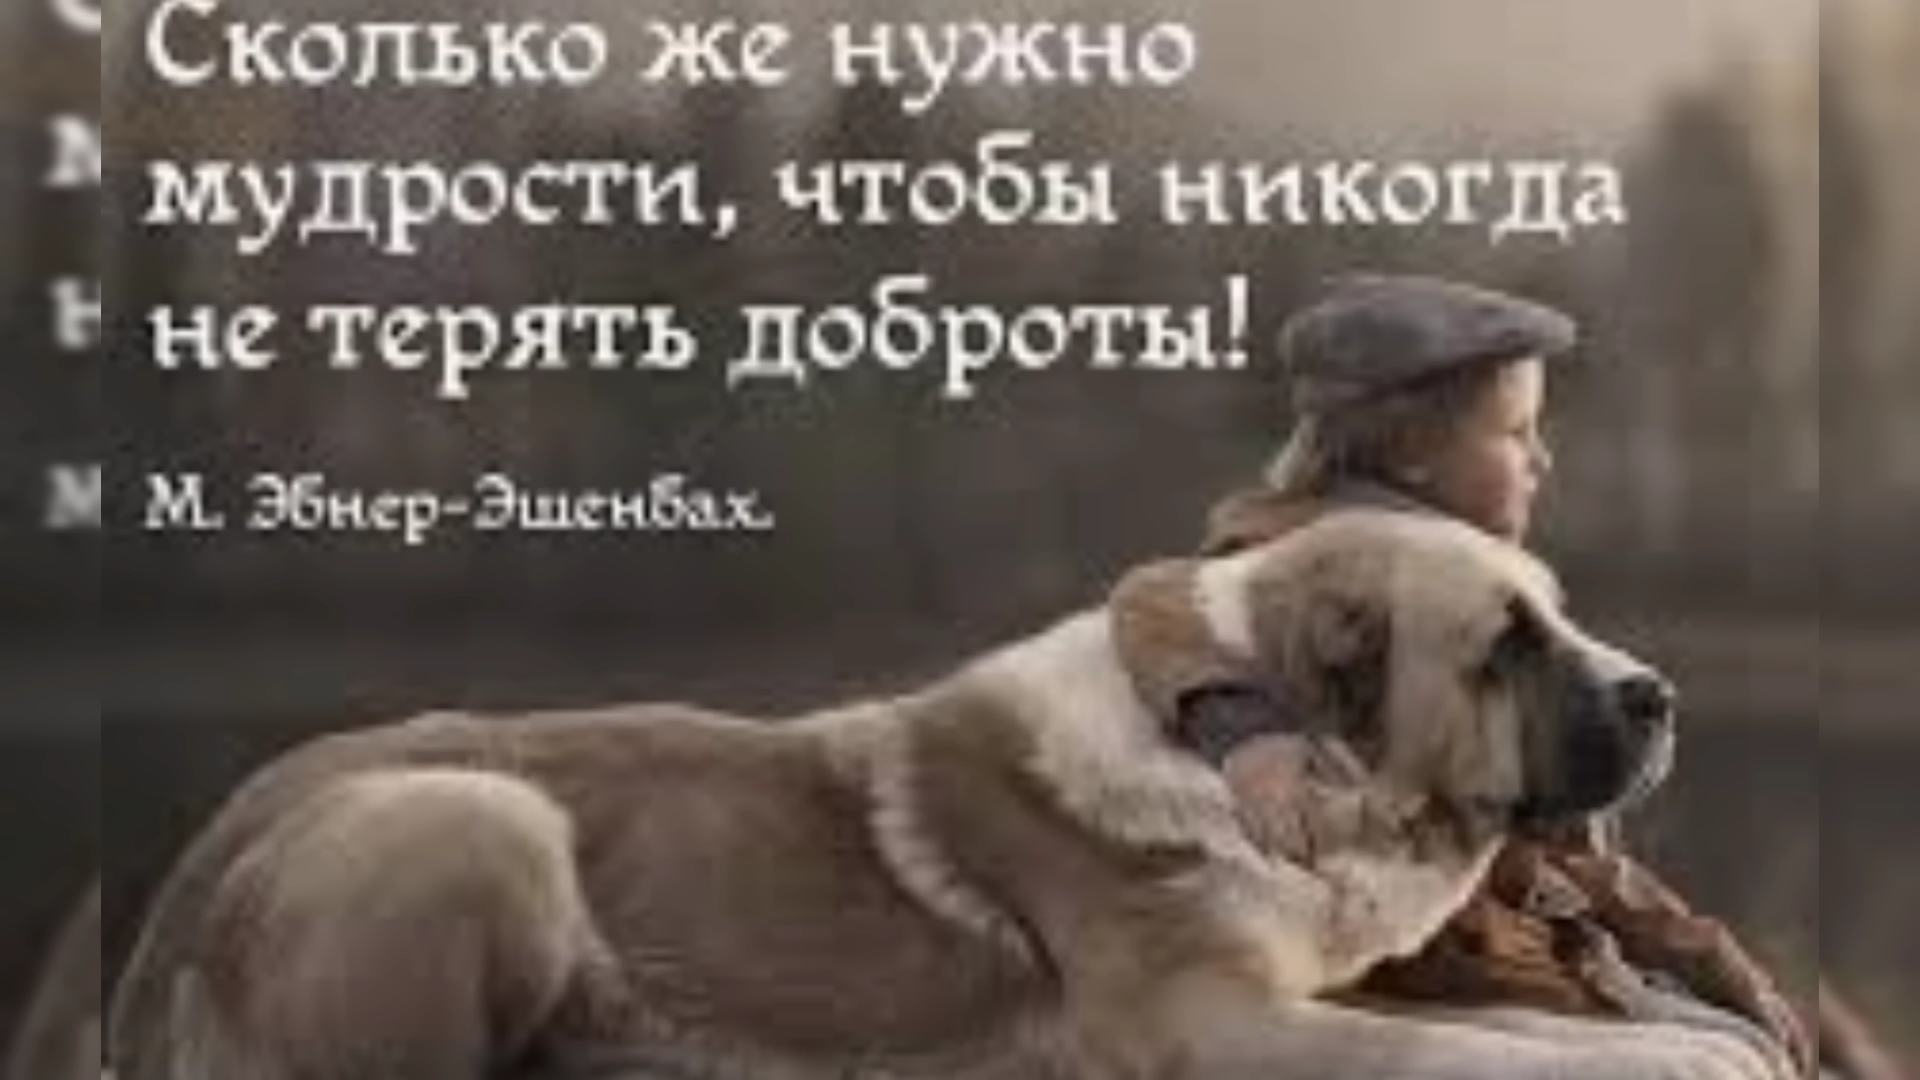 Сколько же нужно
мудрости, чтобы никогда
не терять доброты!
М. Эбнер-Эшенбах.